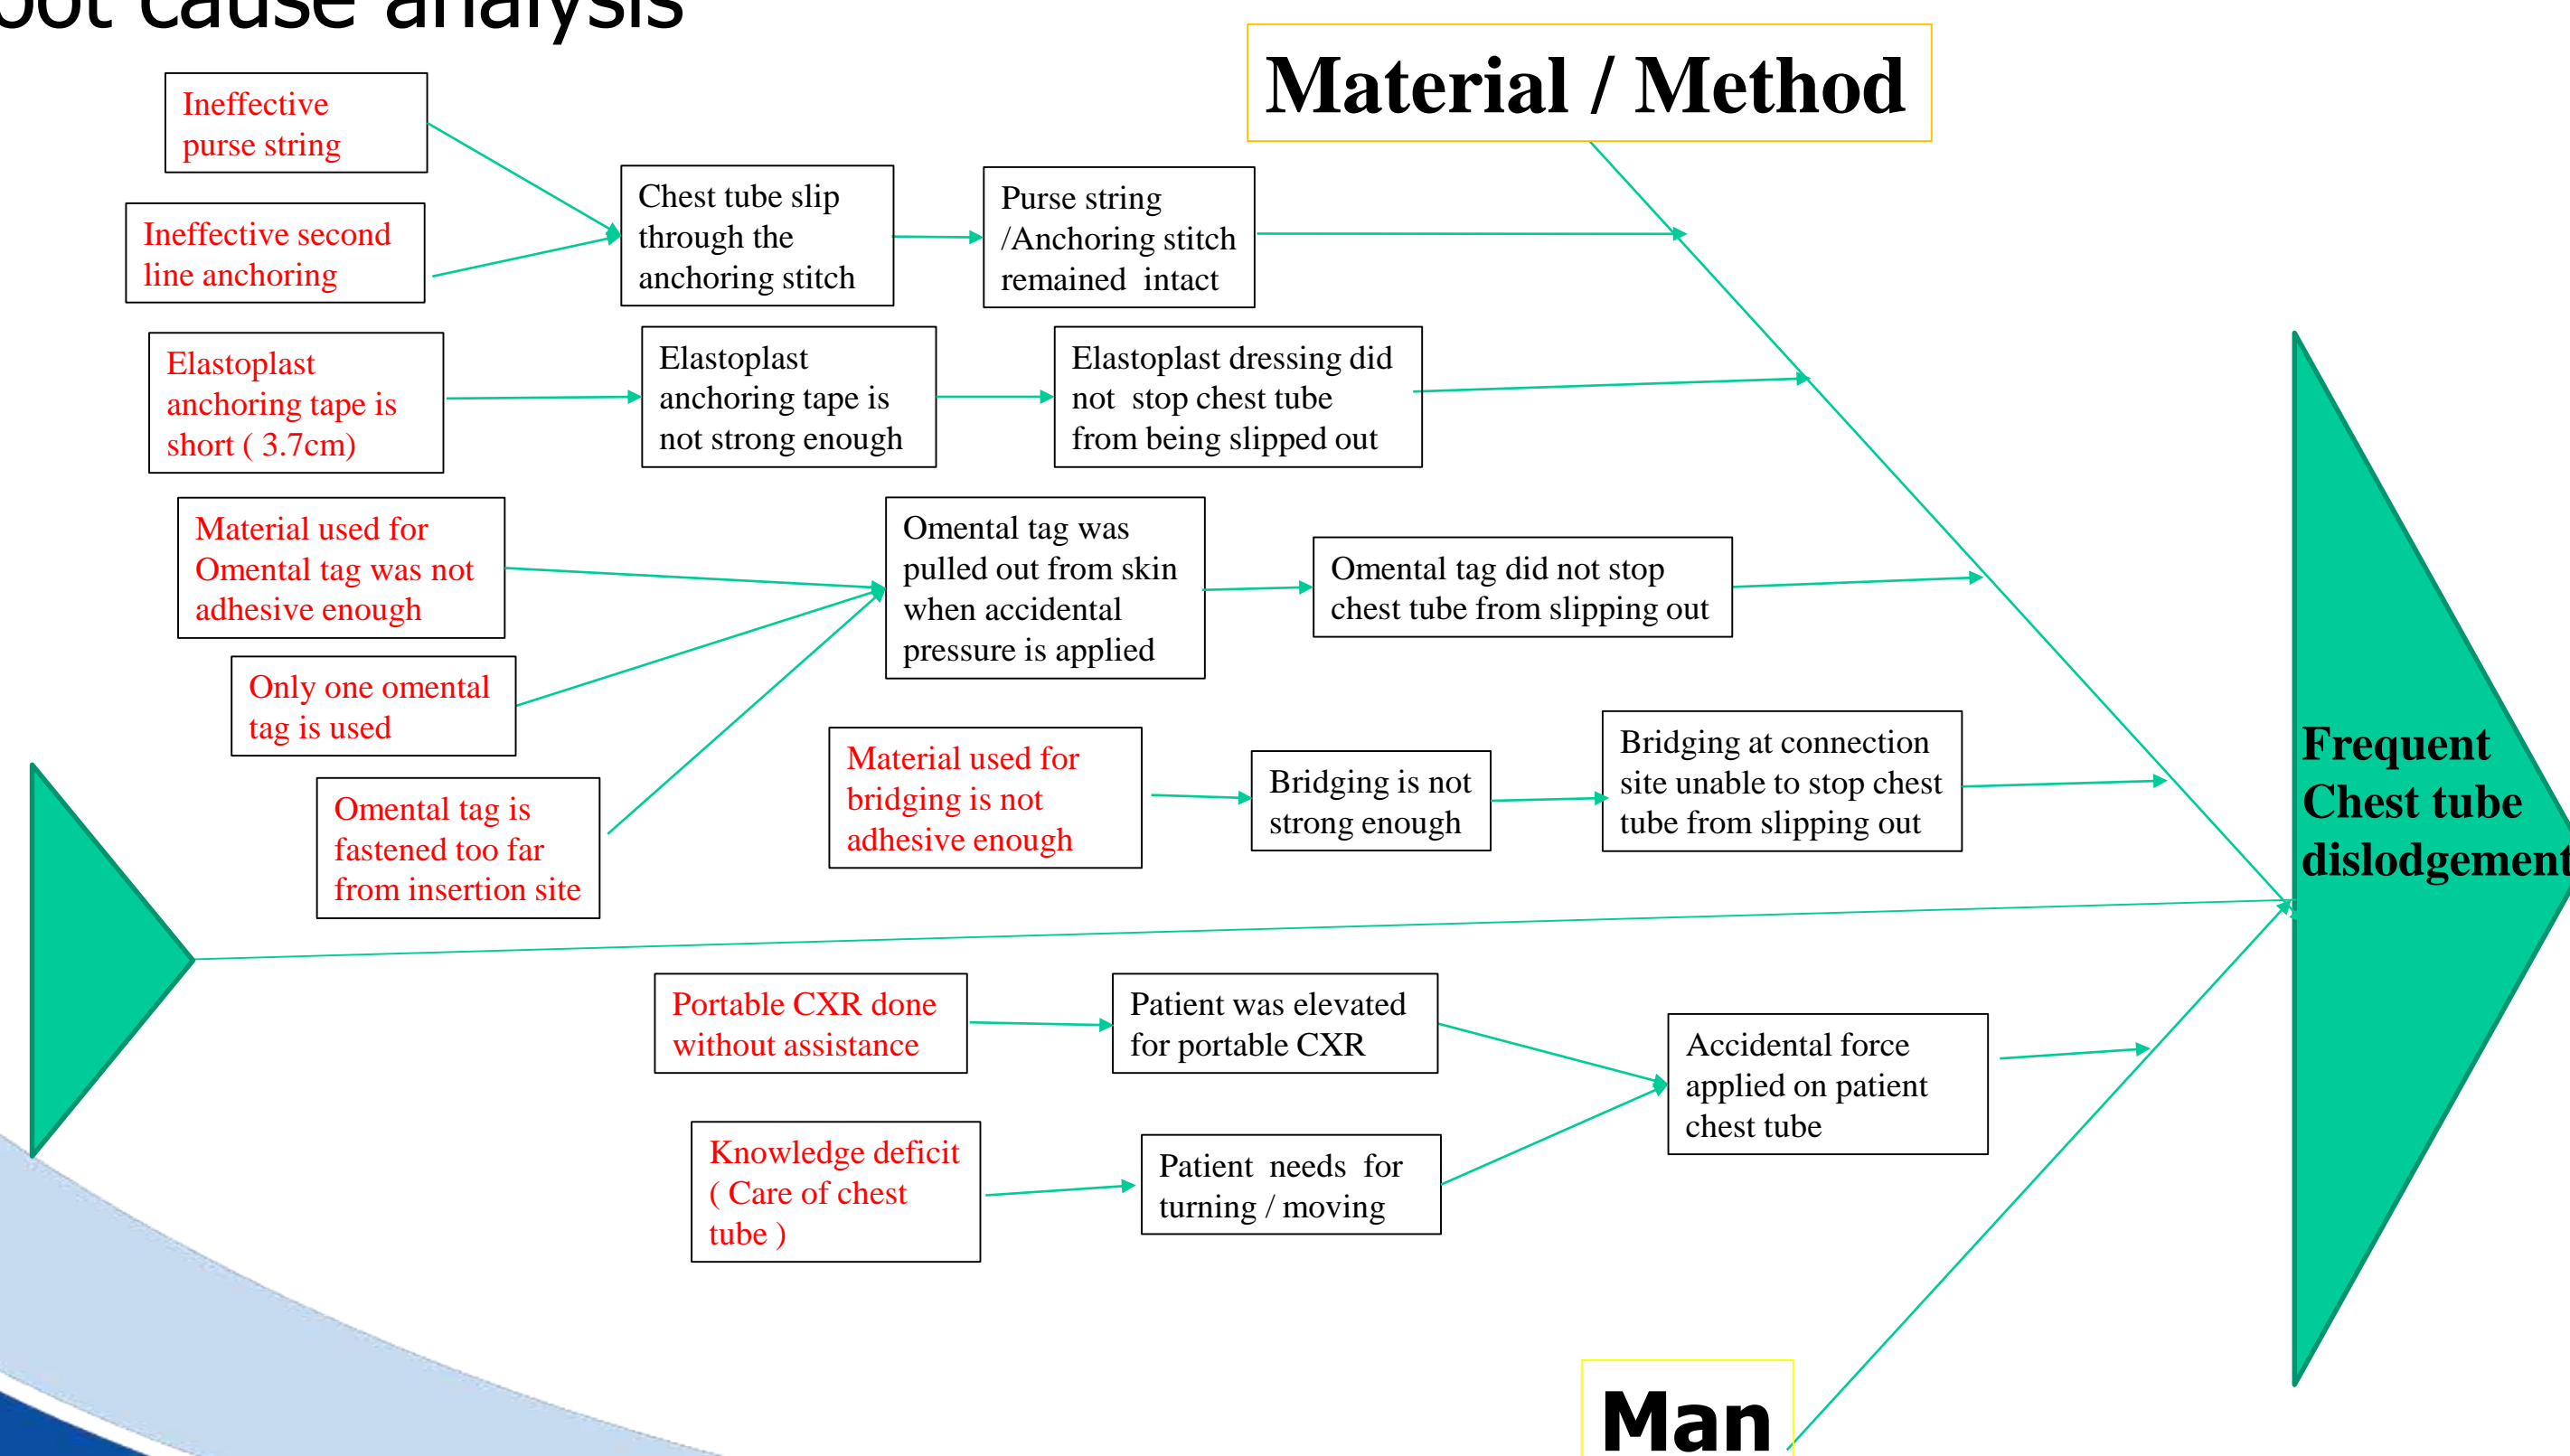 oot cause analysis
Material / Method
Ineffective
purse string
Ineffective second
line anchoring
Chest tube slip
through the
anchoring stitch
Purse string
/Anchoring stitch
remained intact
Elastoplast
anchoring tape is
short ( 3.7cm)
Elastoplast
anchoring tape is
not strong enough
Elastoplast dressing did
not stop chest tube
from being slipped out
Material used for
Omental tag was not
adhesive enough
Only one omental
tag is used
Omental tag is
fastened too far
from insertion site
Omental tag was
pulled out from skin
when accidental
pressure is applied
Omental tag did not stop
chest tube from slipping out
Material used for
bridging is not
adhesive enough
Bridging is not
strong enough
Bridging at connection
site unable to stop chest
tube from slipping out
Frequent
Chest tube
dislodgement
Portable CXR done
without assistance
Patient was elevated
for portable CXR
Knowledge deficit
( Care of chest
tube )
Patient needs for
turning / moving
Accidental force
applied on patient
chest tube
Man